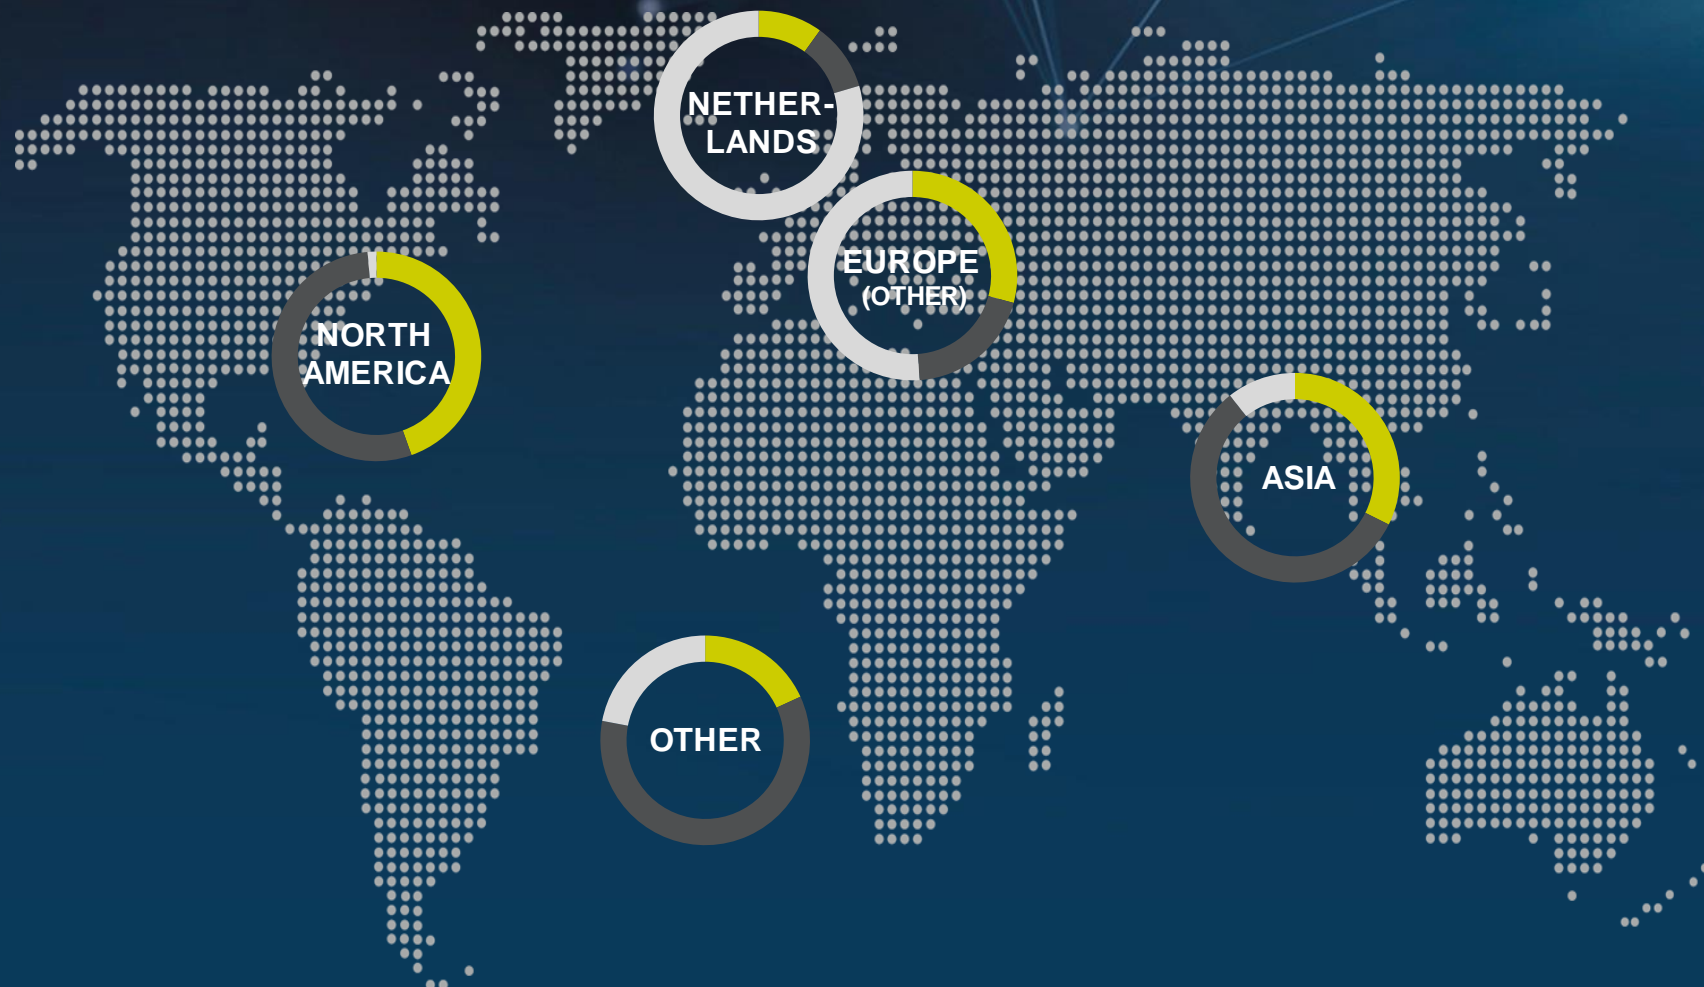 NETHER-
LANDS
EUROPE
(OTHER)
NORTH
AMERICA
ASIA
OTHER